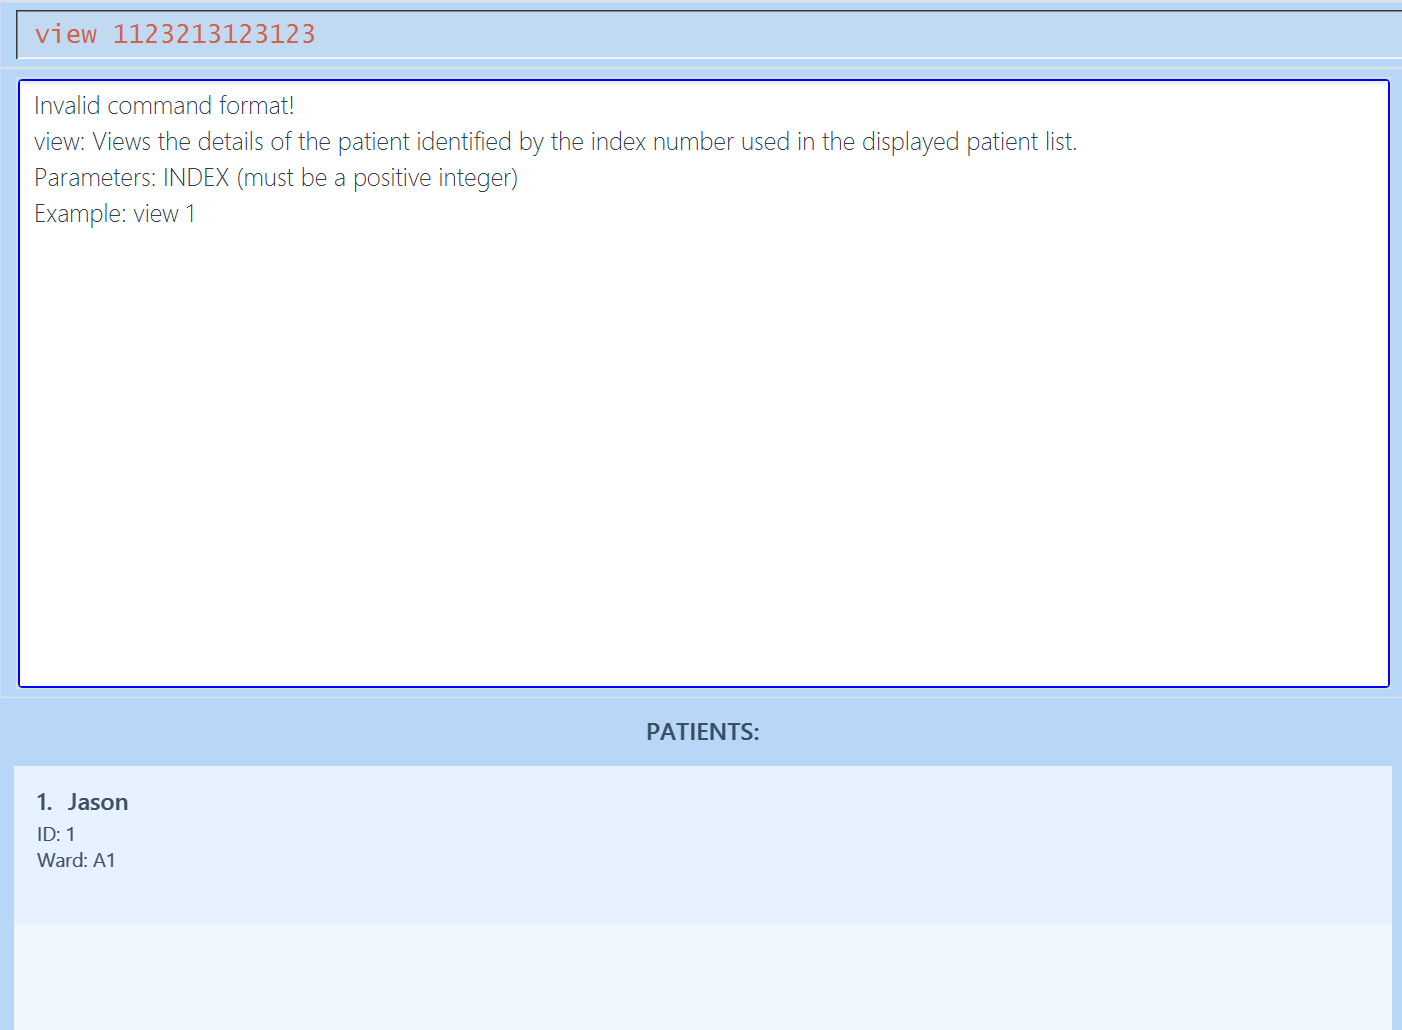 view 1123213123123
Invalid command format!
view: Views the details of the patient identified by the index number used in the displayed patient list.
Parameters: INDEX (must be a positive integer)
Example: view 1
PATIENTS:
1. Jason
ID: 1
Ward: A1